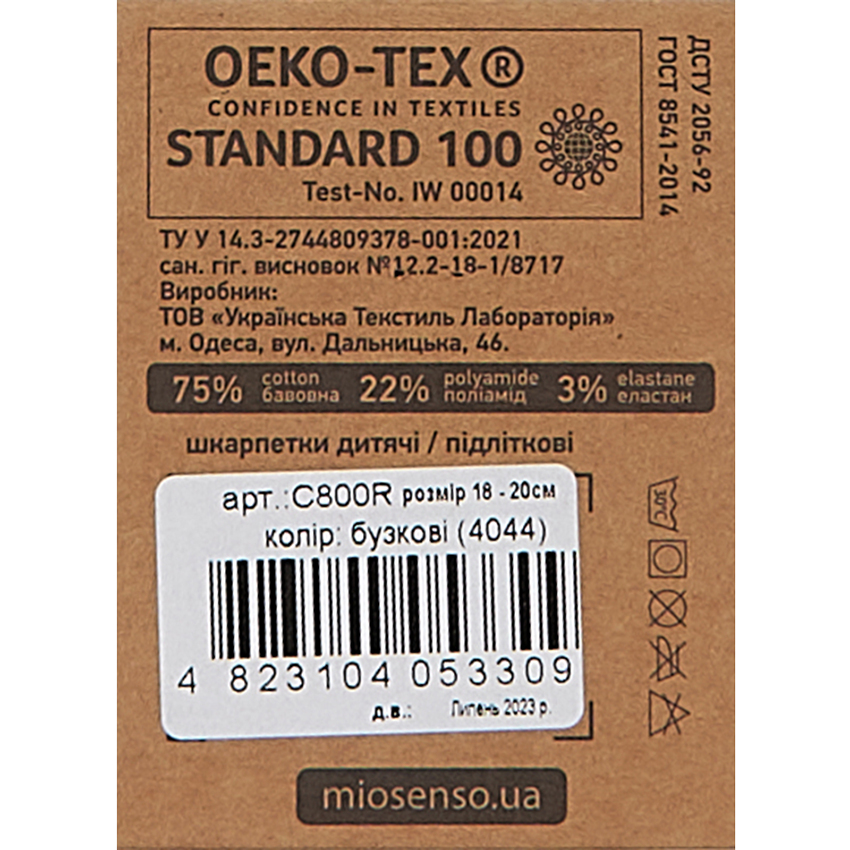 OEKO-TEX®
CONFIDENCE IN TEXTILES
STANDARD 100
Test-No. IW 00014
ДСТУ 2056-92
ГОСТ 8541-2014
ТУ У 14.3-2744809378-001:2021
сан. гіг. висновок №12.2-18-1/8717
Виробник:
ТОВ «Українська Текстиль Лабораторія»
м. Одеса, вул. Дальницька, 46.
75% cotton бавовна 22% polyamide поліамід 3% elastane еластан
шкарпетки дитячі / підліткові
арт.:C800R розмір 18 - 20см
колір: бузкові (4044)
4 823104 053309
д.в.: Липень 2023 р.
30°C
miosenso.ua